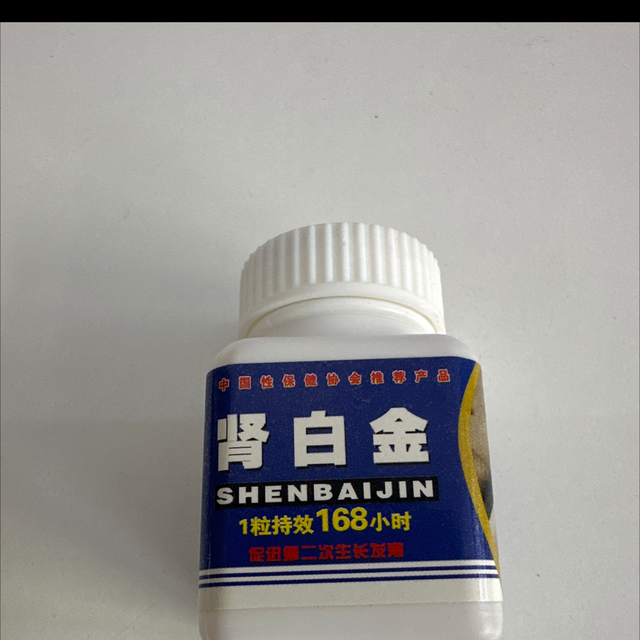 中国性保健协会推荐产品
肾白金
SHENBAIJIN
1粒持效168小时
促进第二次生长发育